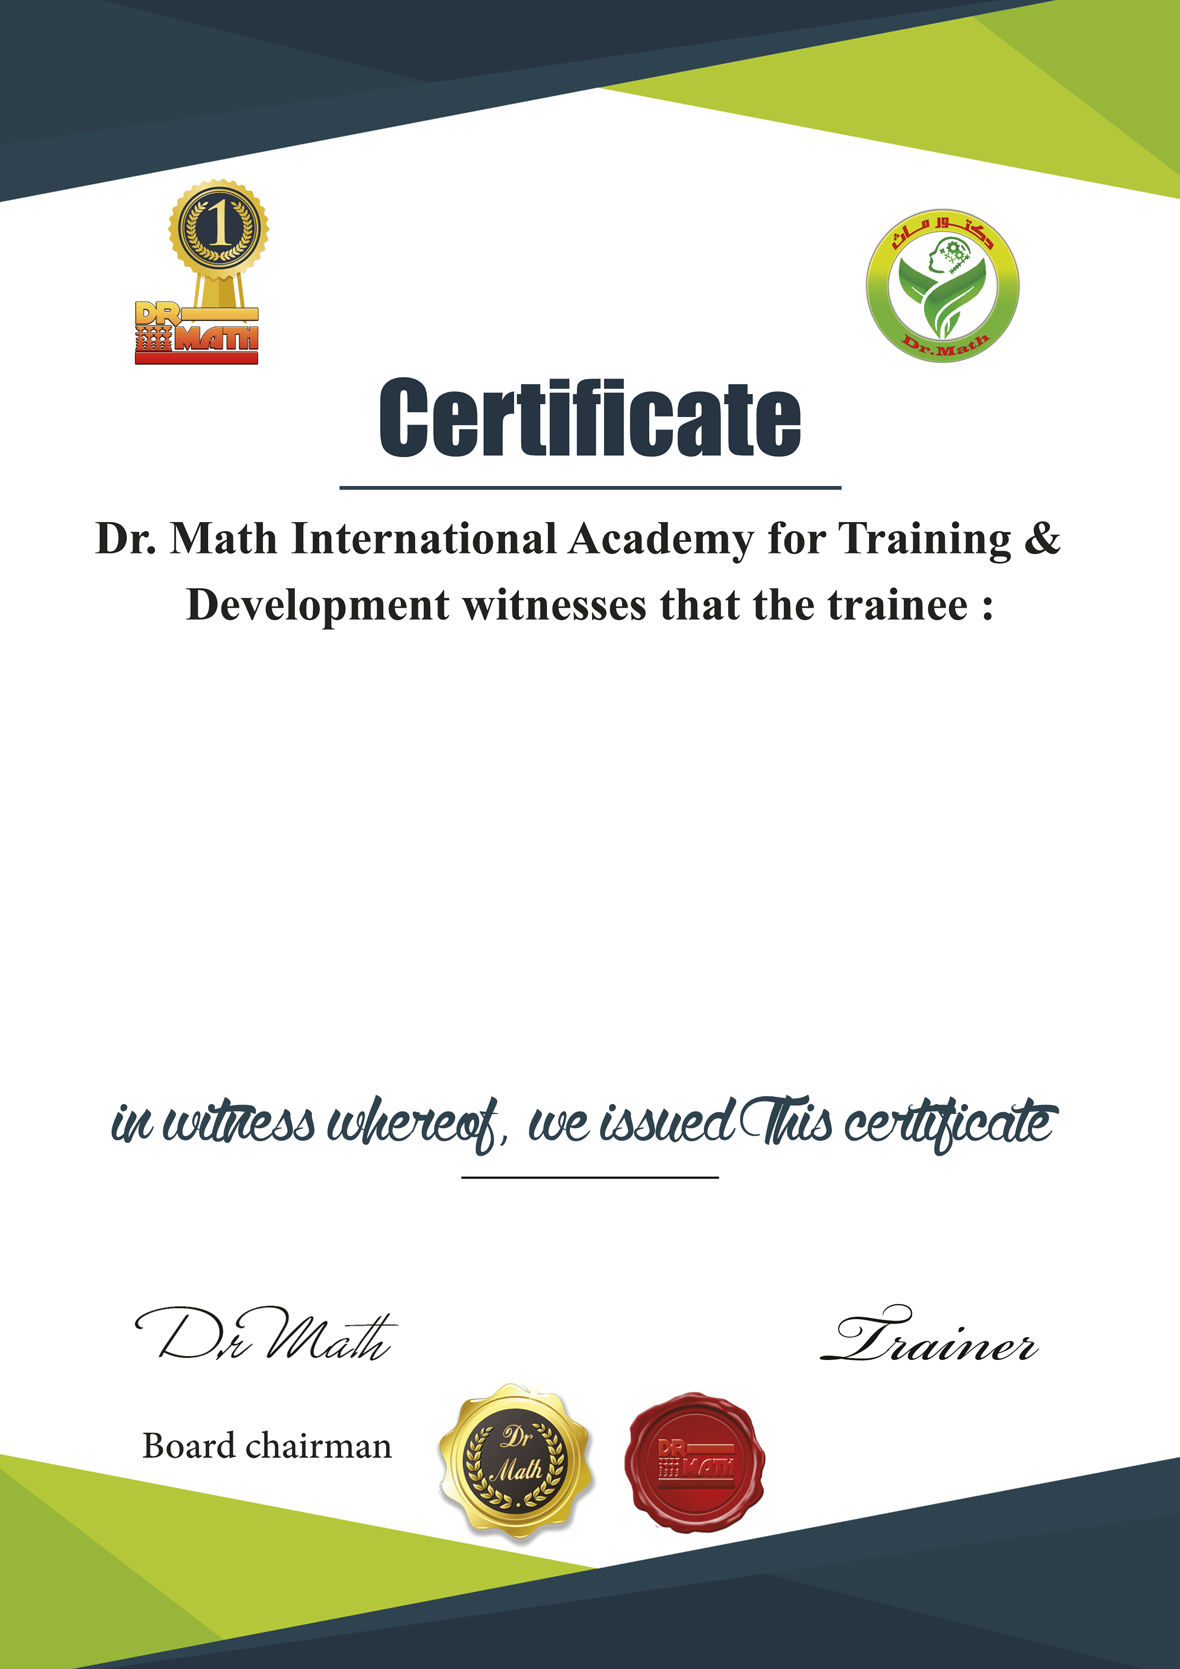 1
DR
MATH
دكتور ماث
Dr.Math
Certificate
Dr. Math International Academy for Training &
Development witnesses that the trainee :
in witness whereof, we issued This certificate
Dr Math
Trainer
Board chairman
Dr
Math
DR
MATH